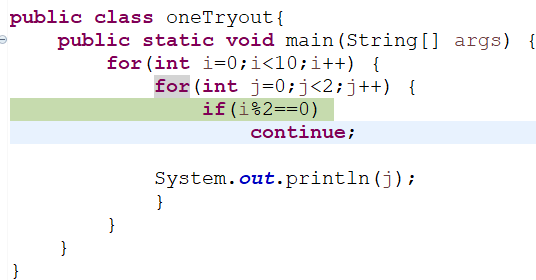 public class oneTryout{
    public static void main(String[] args) {
        for(int i=0;i<10;i++) {
            for(int j=0;j<2;j++) {
                if(i%2==0)
                    continue;
            System.out.println(j);
            }
        }
    }
}